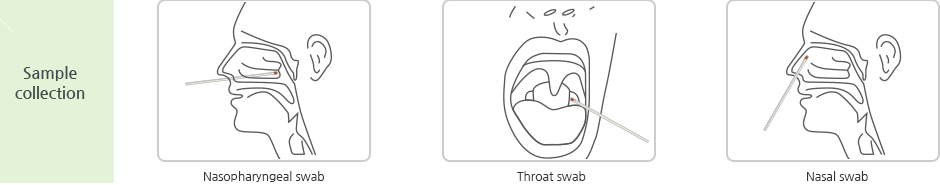 Sample
collection
Nasopharyngeal swab
Throat swab
Nasal swab